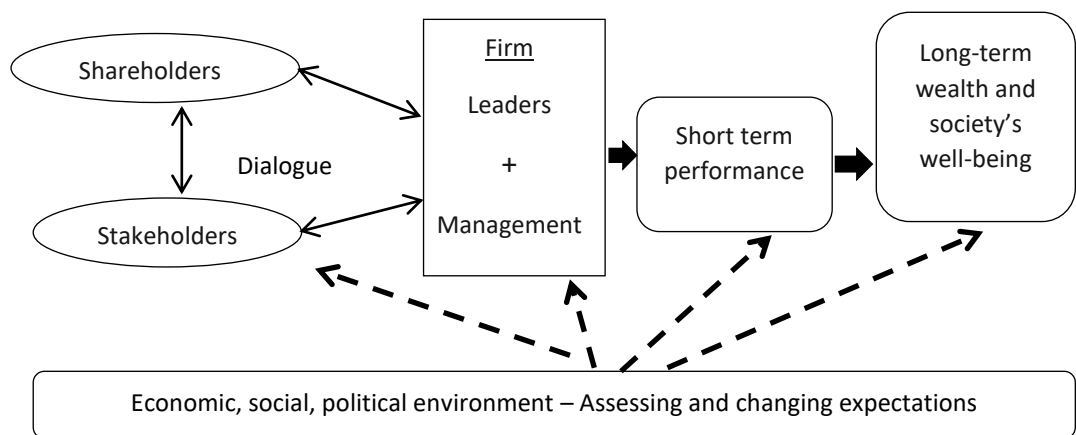 Shareholders
Dialogue
Stakeholders
Firm
Leaders
+
Management
Short term
performance
Long-term
wealth and
society’s
well-being
Economic, social, political environment – Assessing and changing expectations